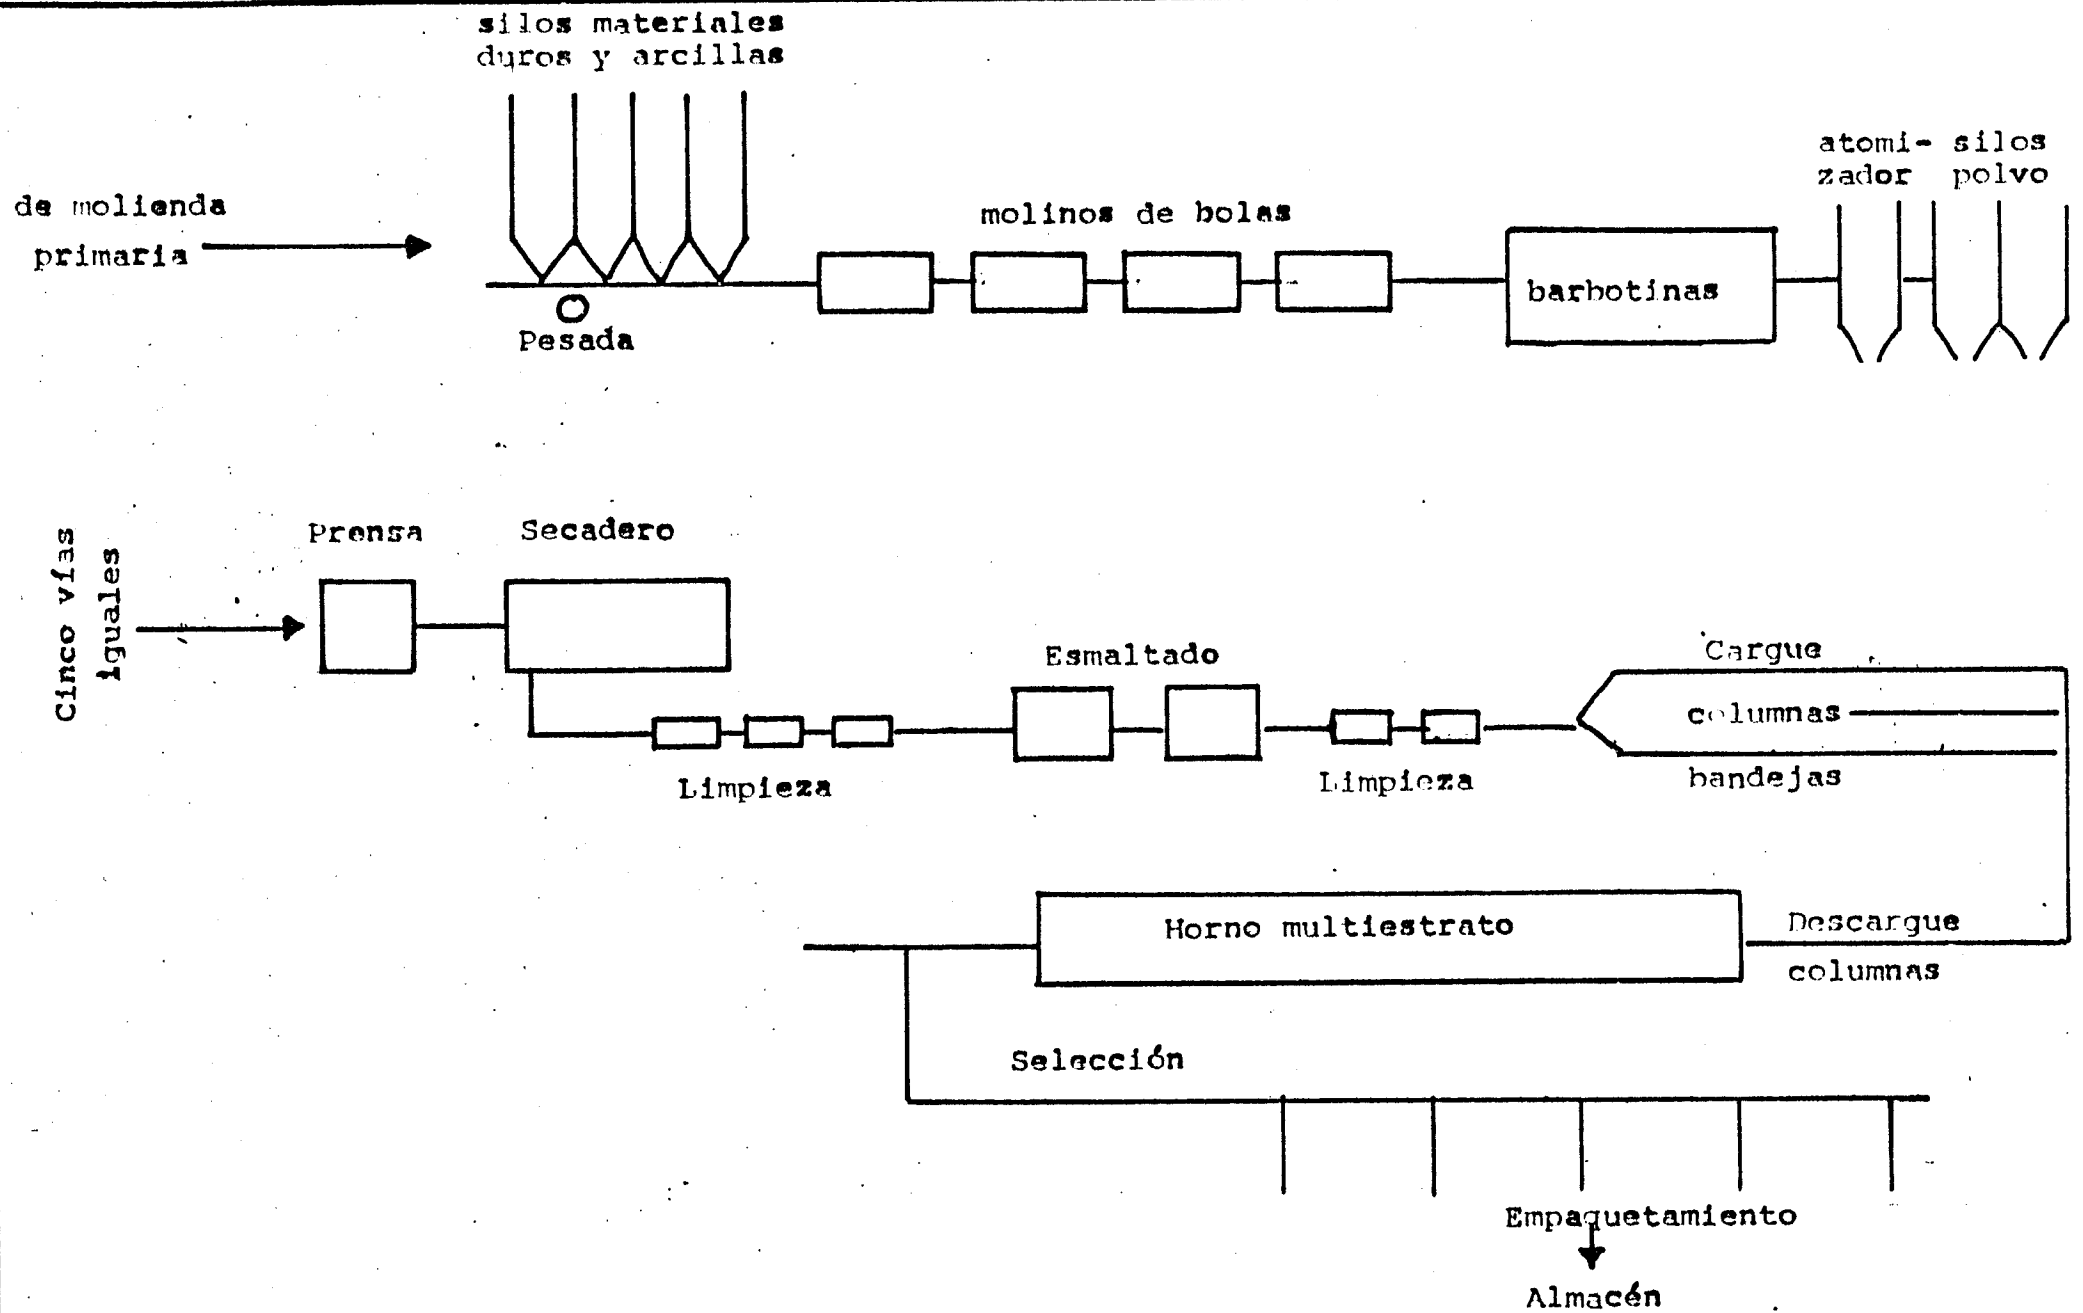 silos materiales
duros y arcillas
atomi- silos
zador polvo
de molienda
primaria
molinos de bolas
barbotinas
Pesada
Cinco vías
iguales
Prensa
Secadero
Esmaltado
Cargue
columnas
bandejas
Limpieza
Limpieza
Horno multiestrato
Descargue
columnas
Selección
Empaquetamiento
Almacén